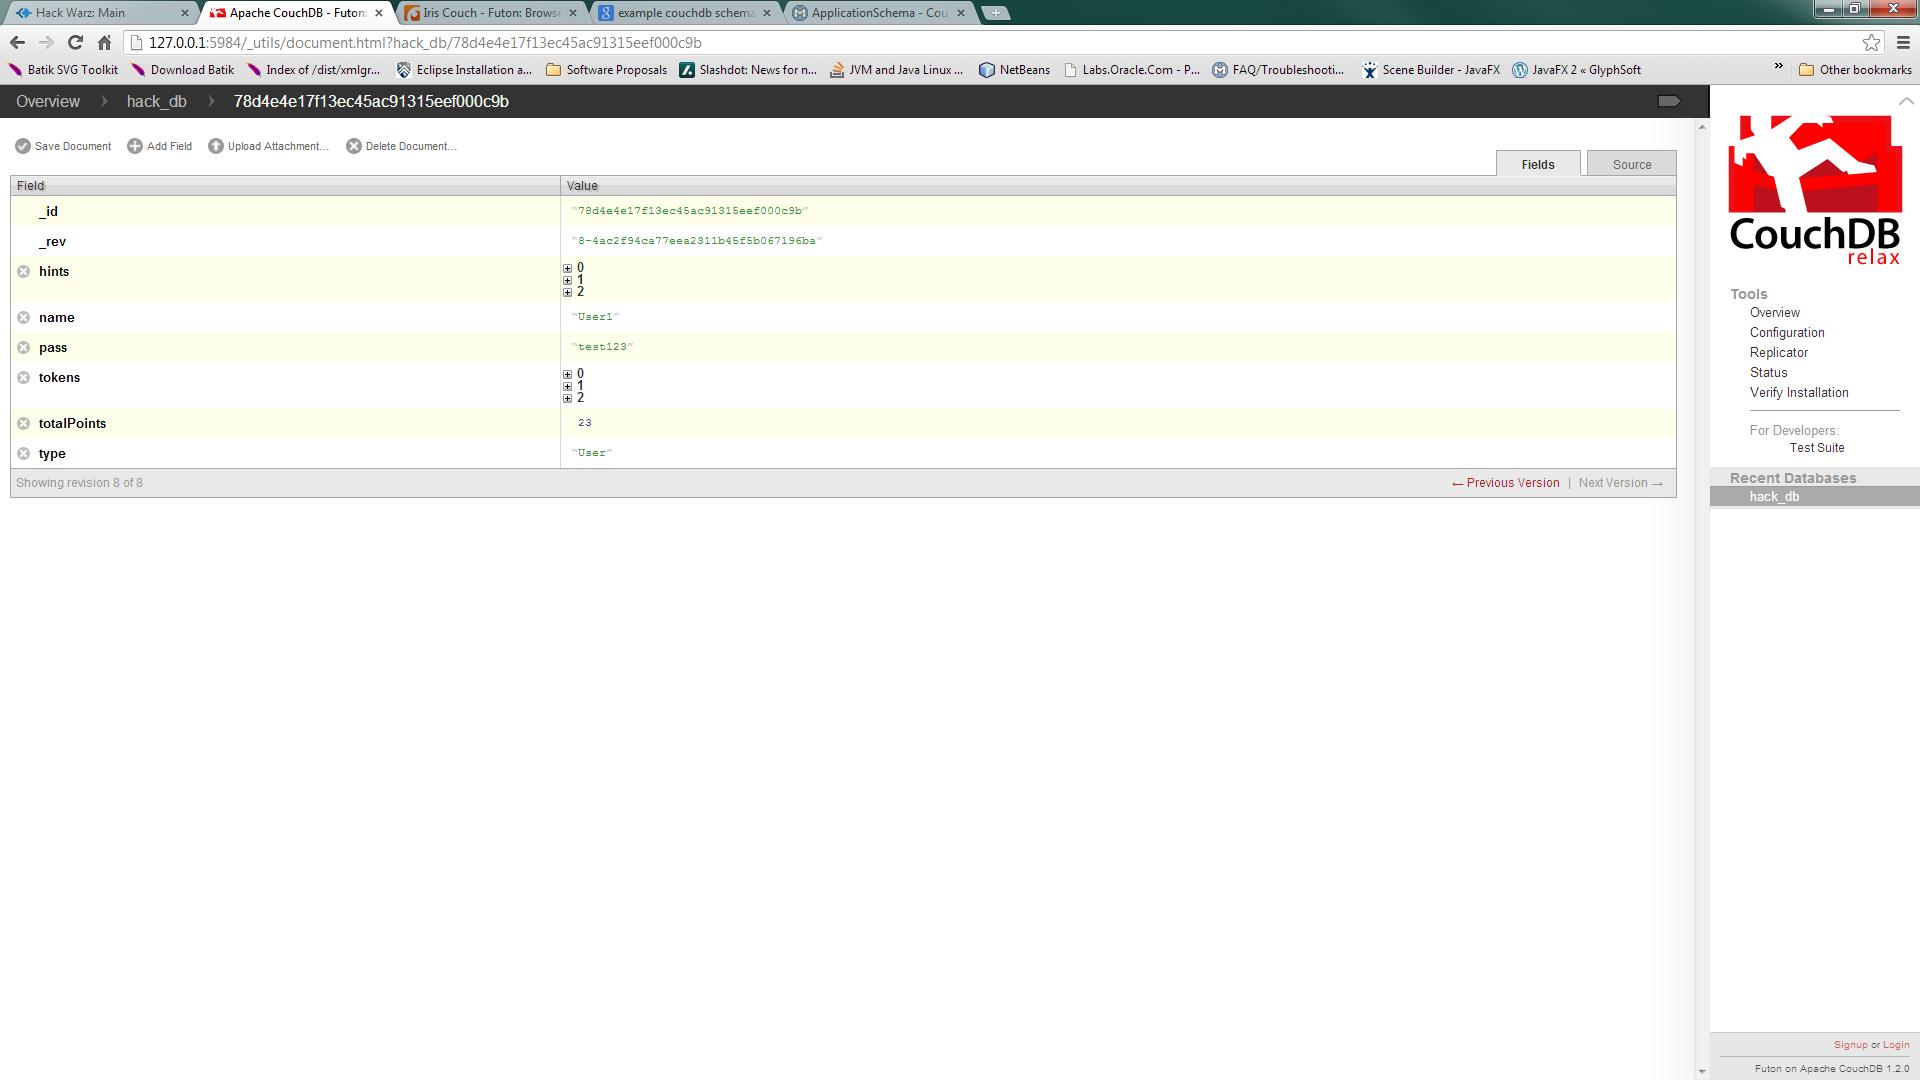 Hack Warz: Main
Apache CouchDB - Futon:
Iris Couch - Futon: Browse
example couchdb schema
ApplicationSchema - Cou
127.0.0.1:5984/_utils/document.html?hack_db/78d4e4e17f13ec45ac91315eef000c9b
Batik SVG Toolkit
Download Batik
Index of /dist/xmlgr...
Eclipse Installation a...
Software Proposals
Slashdot: News for n...
JVM and Java Linux ...
NetBeans
Labs.Oracle.Com - P...
FAQ/Troubleshooti...
Scene Builder - JavaFX
JavaFX 2 « GlyphSoft
»
Other bookmarks
Overview
hack_db
78d4e4e17f13ec45ac91315eef000c9b
Save Document
Add Field
Upload Attachment...
Delete Document...
Fields
Source
Field
Value
_id
"78d4e4e17f13ec45ac91315eef000c9b"
_rev
"8-4ac2f94ca77eea2311b45f5b067196ba"
hints
0
1
2
name
"User1"
pass
"test123"
tokens
0
1
2
totalPoints
23
type
"User"
Showing revision 8 of 8
← Previous Version | Next Version →
CouchDB
relax
Tools
Overview
Configuration
Replicator
Status
Verify Installation
For Developers:
Test Suite
Recent Databases
hack_db
Signup or Login
Futon on Apache CouchDB 1.2.0